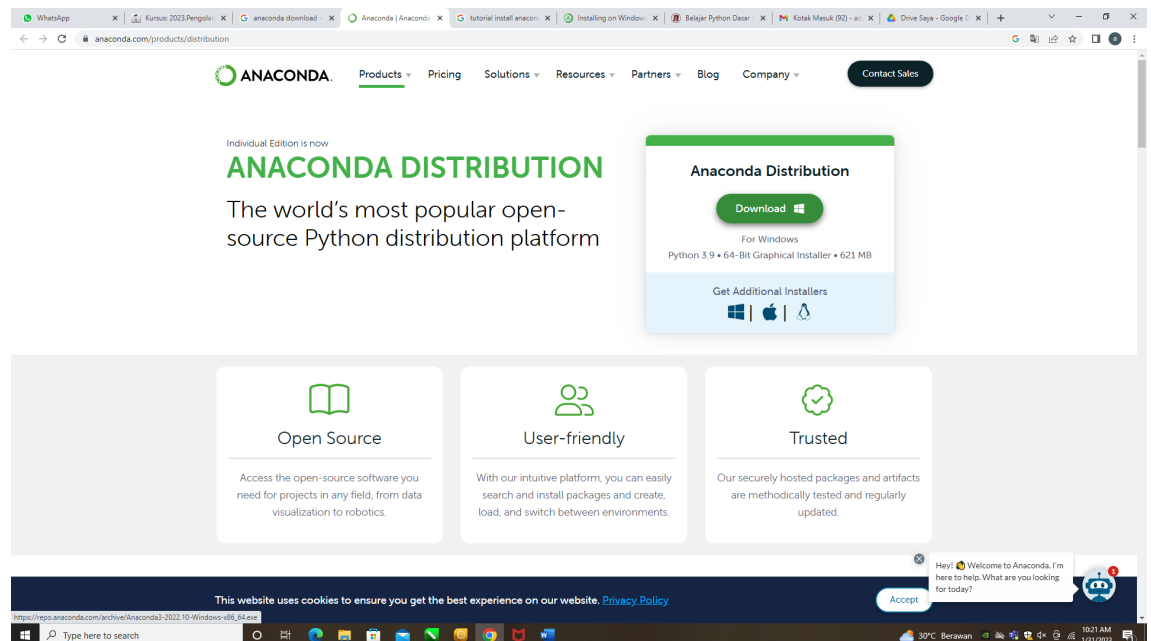 WhatsApp
Kursus: 2023.Pengolah
anaconda download -
Anaconda | Anaconda
tutorial install anacon
Installing on Windows
Belajar Python Dasar
Kotak Masuk (92) - ad
Drive Saya - Google D
anaconda.com/products/distribution
ANACONDA.
Products
Pricing
Solutions
Resources
Partners
Blog
Company
Contact Sales
Individual Edition is now
ANACONDA DISTRIBUTION
The world's most popular open-
source Python distribution platform
Anaconda Distribution
Download
For Windows
Python 3.9 • 64-Bit Graphical Installer • 621 MB
Get Additional Installers
Open Source
Access the open-source software you
need for projects in any field, from data
visualization to robotics.
User-friendly
With our intuitive platform, you can easily
search and install packages and create,
load, and switch between environments.
Trusted
Our securely hosted packages and artifacts
are methodically tested and regularly
updated.
Hey! Welcome to Anaconda. I'm
here to help. What are you looking
for today?
1
This website uses cookies to ensure you get the best experience on our website. Privacy Policy
Accept
https://repo.anaconda.com/archive/Anaconda3-2022.10-Windows-x86_64.exe
Type here to search
30°C Berawan
10:21 AM
1/31/2023